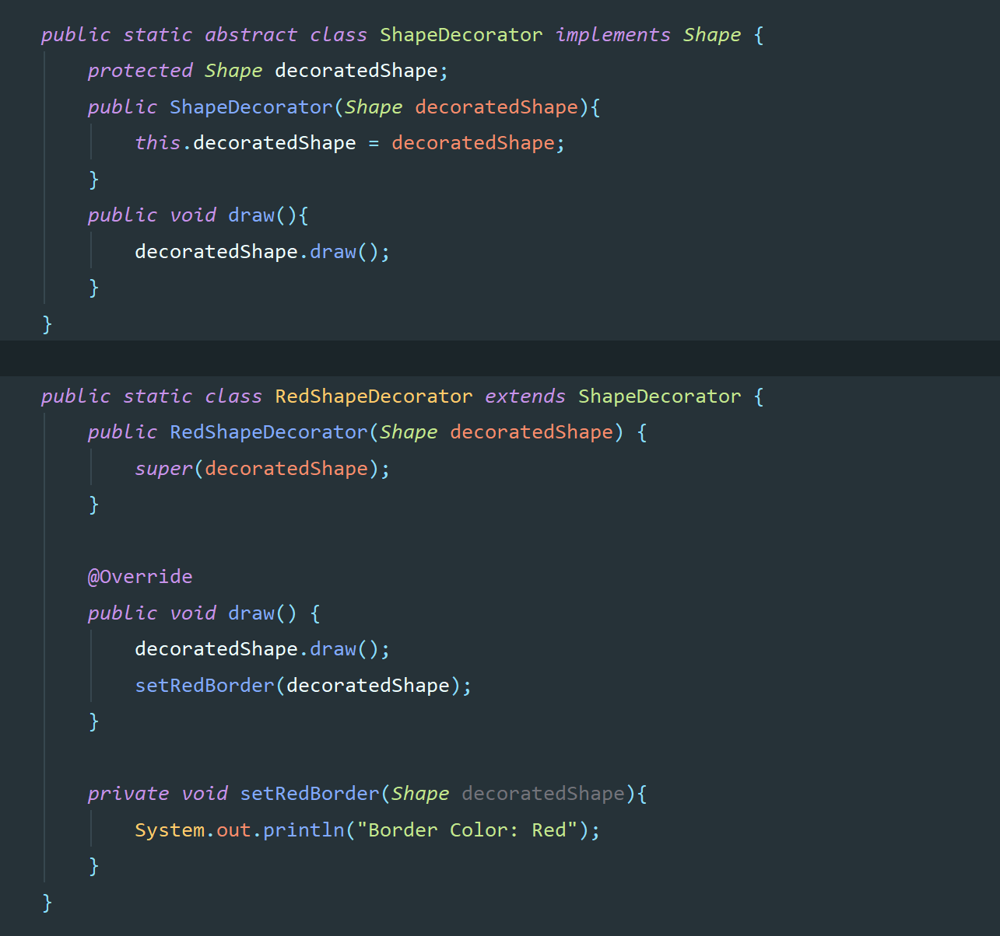 public static abstract class ShapeDecorator implements Shape {
    protected Shape decoratedShape;
    public ShapeDecorator(Shape decoratedShape){
        this.decoratedShape = decoratedShape;
    }
    public void draw(){
        decoratedShape.draw();
    }
}
public static class RedShapeDecorator extends ShapeDecorator {
    public RedShapeDecorator(Shape decoratedShape) {
        super(decoratedShape);
    }
    @Override
    public void draw() {
        decoratedShape.draw();
        setRedBorder(decoratedShape);
    }
    private void setRedBorder(Shape decoratedShape){
        System.out.println("Border Color: Red");
    }
}